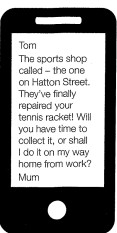 Tom
The sports shop
called – the one
on Hatton Street.
They've finally
repaired your
tennis racket! Will
you have time to
collect it, or shall
I do it on my way
home from work?
Mum